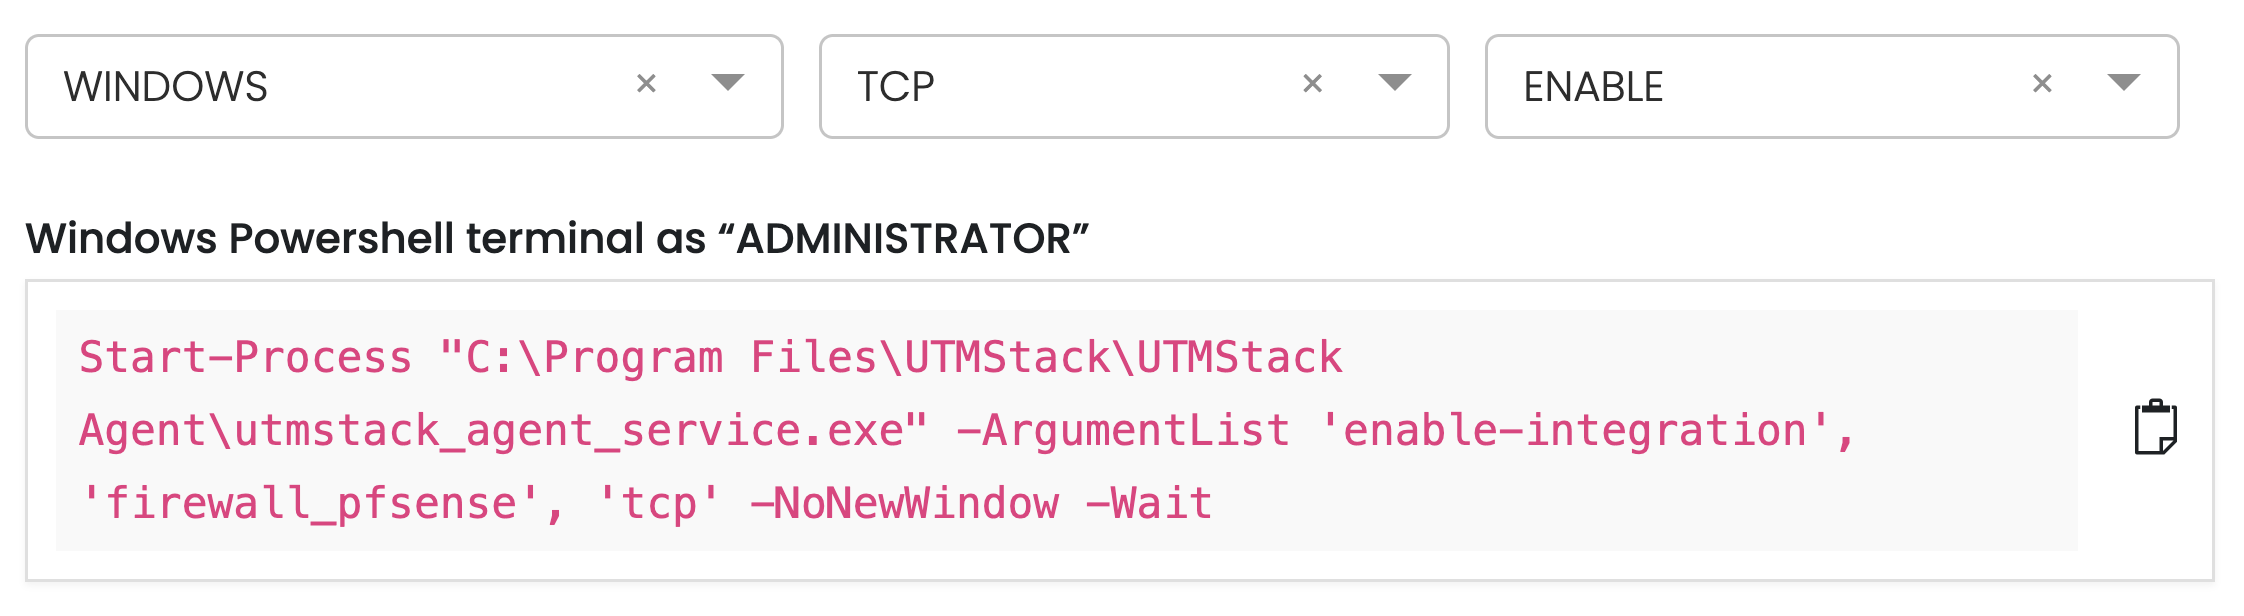 WINDOWS × TCP × ENABLE ×
Windows Powershell terminal as “ADMINISTRATOR”
Start-Process "C:\Program Files\UTMStack\UTMStack
Agent\utmstack_agent_service.exe" -ArgumentList 'enable-integration',
'firewall_pfsense', 'tcp' -NoNewWindow -Wait